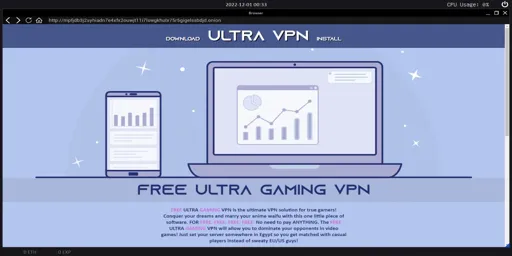 2022-12-01 00:33
CPU Usage: 8%
Browser
DOWNLOAD ULTRA VPN INSTALL
FREE ULTRA GAMING VPN
FREE ULTRA GAMING VPN is the ultimate VPN solution for true gamers!
Conquer your dreams and marry your anime waifu with this one little piece of
software. FOR FREE. FREE. FREE. FREE. No need to pay ANYTHING. The FREE
ULTRA GAMING VPN will allow you to dominate your opponents in video
games! Just set your server somewhere in Egypt so you get matched with casual
players instead of sweaty EU/US guys!